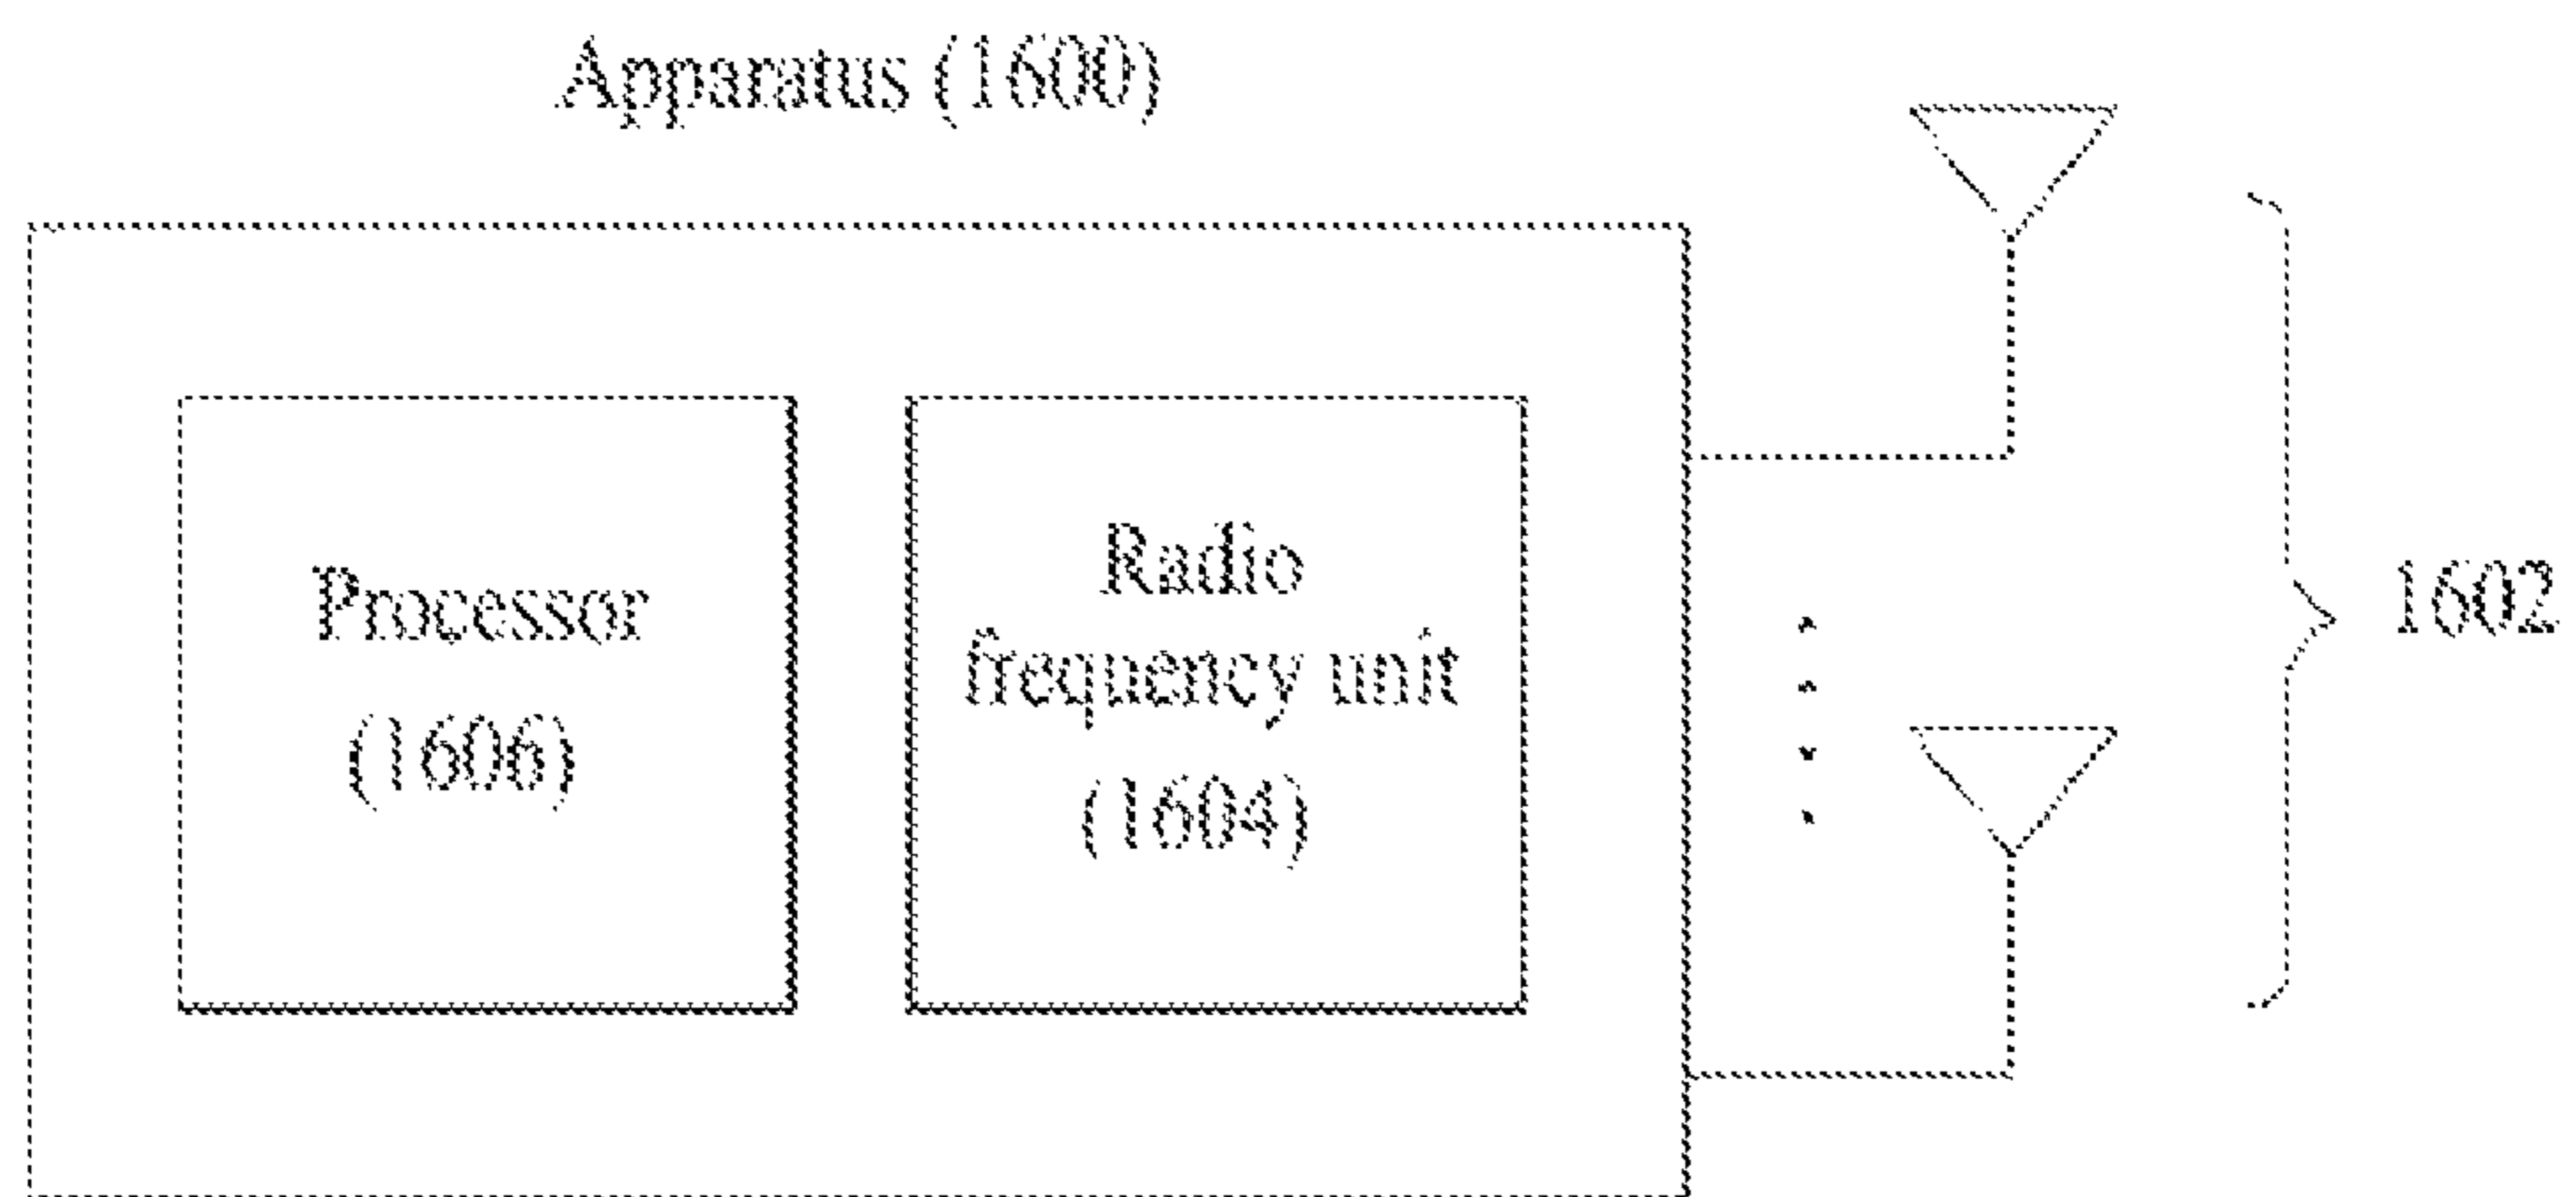 Apparatus (1600)
Processor
(1606)
Radio
frequency unit
(1604)
1602